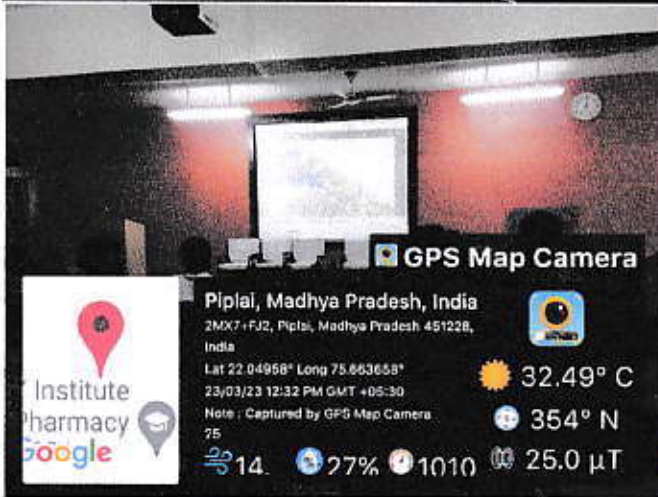 GPS Map Camera
Piplai, Madhya Pradesh, India
2MX7+FJ2, Piplai, Madhya Pradesh 451228,
India
Lat 22.04958° Long 75.663658°
23/03/23 12:32 PM GMT +05:30
Note : Captured by GPS Map Camera
Institute
Pharmacy
Google
32.49° C
354° N
14.
27%
1010
25.0 µT